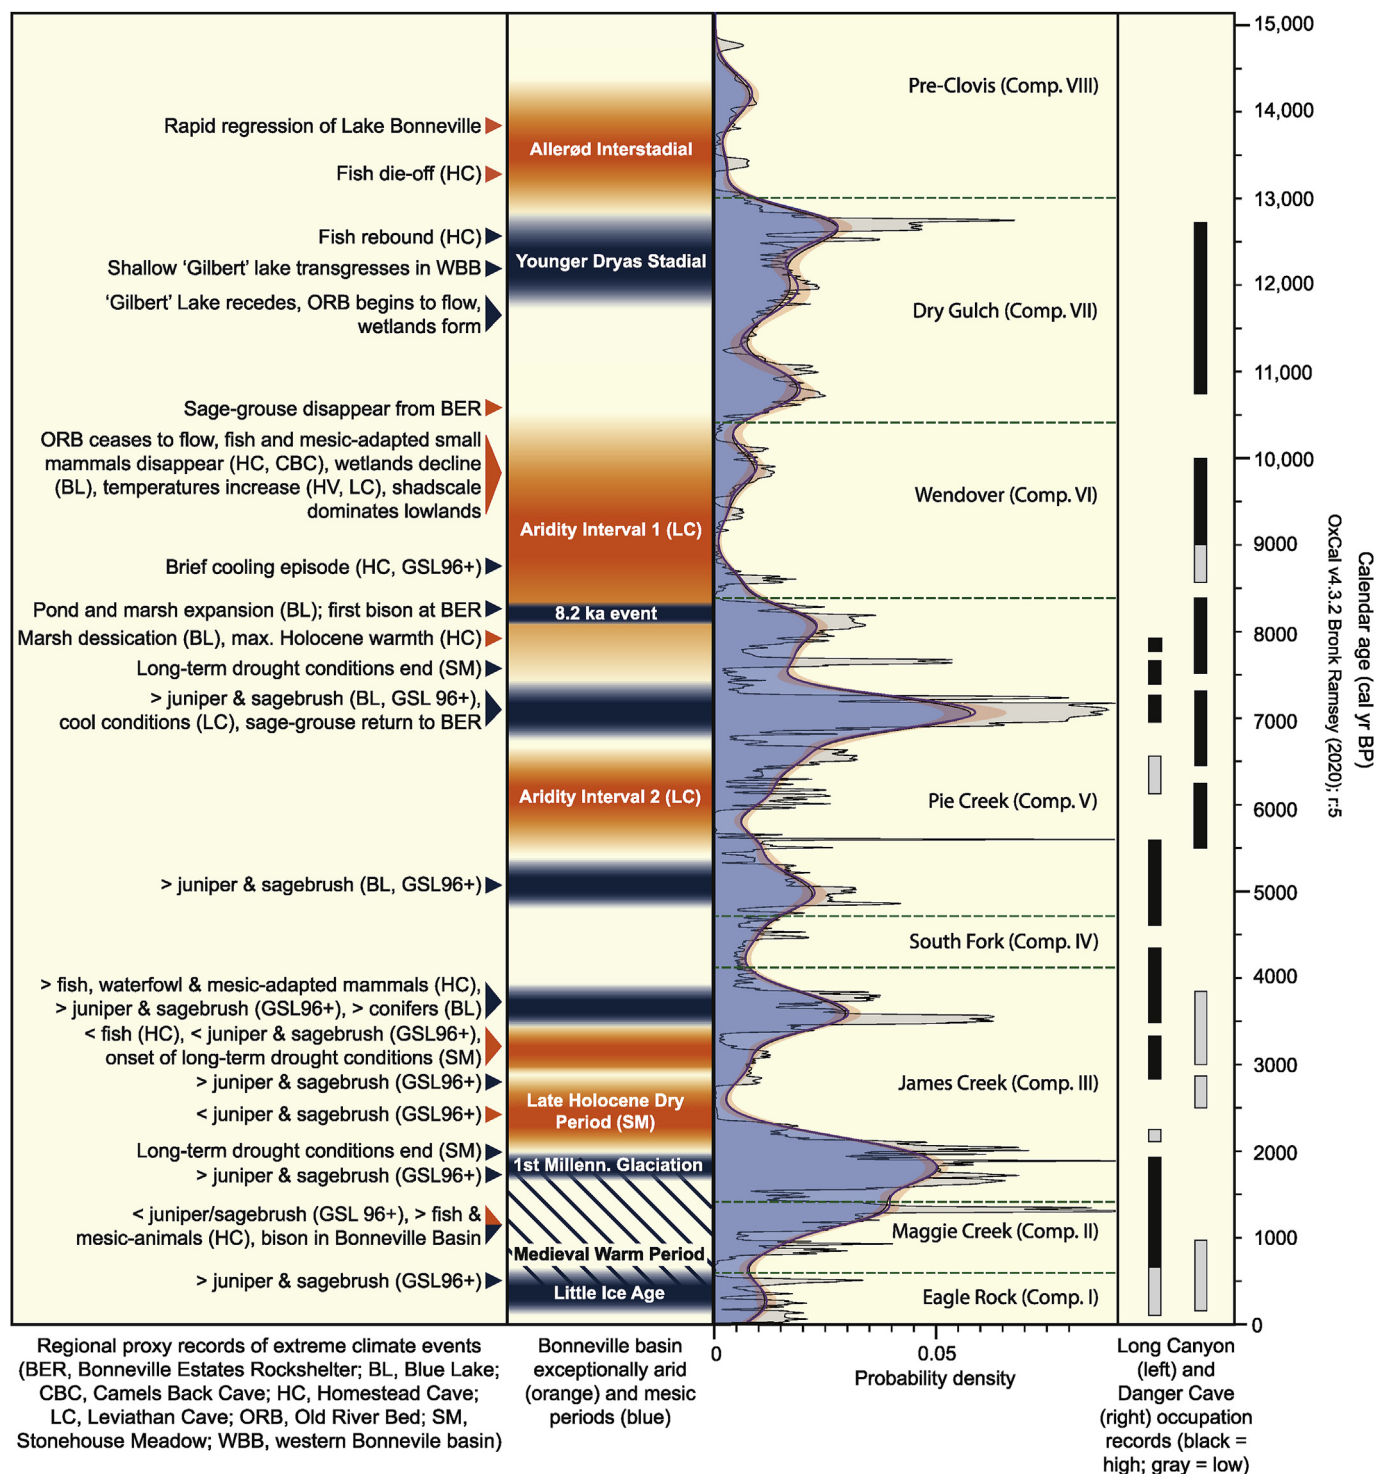 Rapid regression of Lake Bonneville
Fish die-off (HC)
Fish rebound (HC)
Shallow ‘Gilbert’ lake transgresses in WBB
‘Gilbert’ Lake recedes, ORB begins to flow,
wetlands form
Sage-grouse disappear from BER
ORB ceases to flow, fish and mesic-adapted small
mammals disappear (HC, CBC), wetlands decline
(BL), temperatures increase (HV, LC), shadscale
dominates lowlands
Brief cooling episode (HC, GSL96+)
Pond and marsh expansion (BL); first bison at BER
Marsh dessication (BL), max. Holocene warmth (HC)
Long-term drought conditions end (SM)
> juniper & sagebrush (BL, GSL 96+),
cool conditions (LC), sage-grouse return to BER
> juniper & sagebrush (BL, GSL96+)
> fish, waterfowl & mesic-adapted mammals (HC),
> juniper & sagebrush (GSL96+), > conifers (BL)
< fish (HC), < juniper & sagebrush (GSL96+),
onset of long-term drought conditions (SM)
> juniper & sagebrush (GSL96+)
< juniper & sagebrush (GSL96+)
Long-term drought conditions end (SM)
> juniper & sagebrush (GSL96+)
< juniper/sagebrush (GSL 96+), > fish &
mesic-animals (HC), bison in Bonneville Basin
> juniper & sagebrush (GSL96+)
Allerød Interstadial
Younger Dryas Stadial
Aridity Interval 1 (LC)
8.2 ka event
Aridity Interval 2 (LC)
Late Holocene Dry
Period (SM)
1st Millenn. Glaciation
Medieval Warm Period
Little Ice Age
Pre-Clovis (Comp. VIII)
Dry Gulch (Comp. VII)
Wendover (Comp. VI)
Pie Creek (Comp. V)
South Fork (Comp. IV)
James Creek (Comp. III)
Maggie Creek (Comp. II)
Eagle Rock (Comp. I)
15,000
14,000
13,000
12,000
11,000
10,000
9000
8000
7000
6000
5000
4000
3000
2000
1000
0
Calendar age (cal yr BP)
OxCal v4.3.2 Bronk Ramsey (2020); r:5
0
0.05
Probability density
Regional proxy records of extreme climate events
(BER, Bonneville Estates Rockshelter; BL, Blue Lake;
CBC, Camels Back Cave; HC, Homestead Cave;
LC, Leviathan Cave; ORB, Old River Bed; SM,
Stonehouse Meadow; WBB, western Bonnevile basin)
Bonneville basin
exceptionally arid
(orange) and mesic
periods (blue)
Long Canyon
(left) and
Danger Cave
(right) occupation
records (black =
high; gray = low)